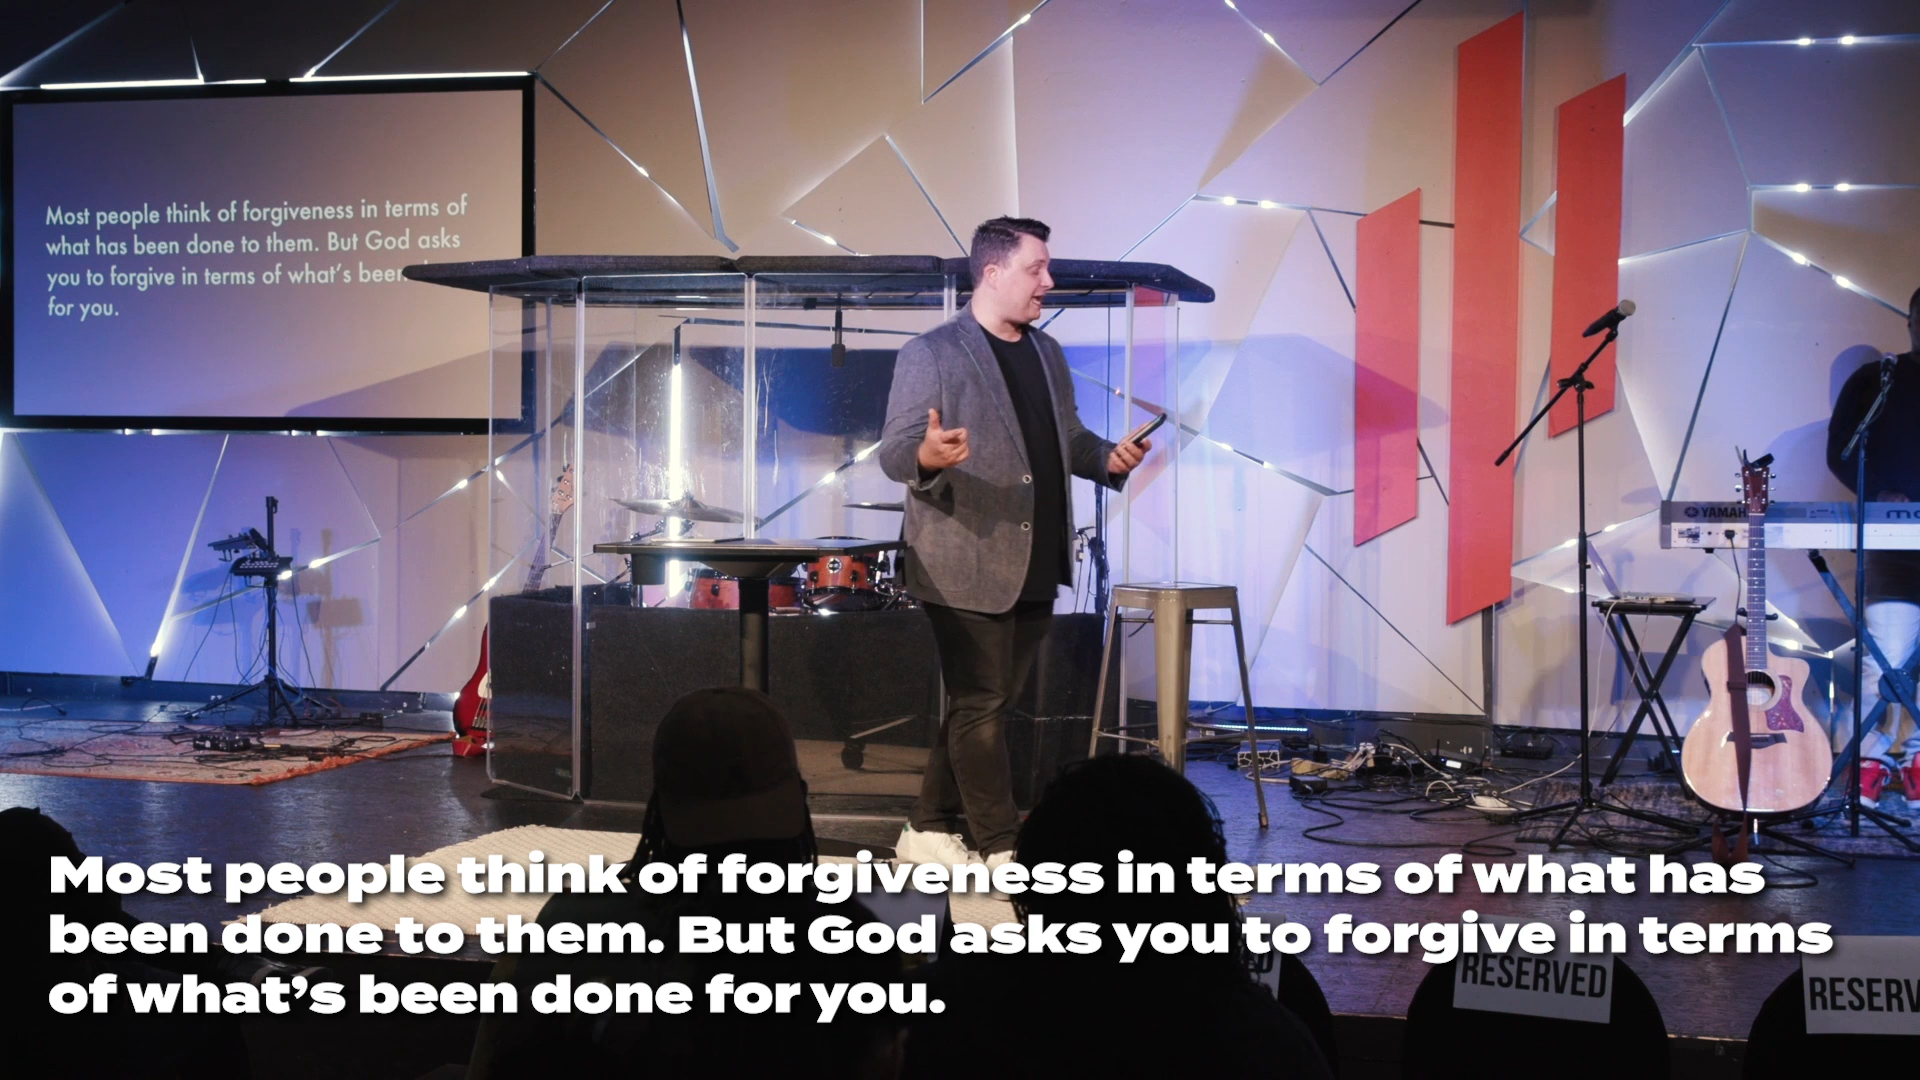 Most people think of forgiveness in terms of
what has been done to them. But God asks
you to forgive in terms of what's been
for you.
YAMAHA
Most people think of forgiveness in terms of what has
been done to them. But God asks you to forgive in terms
of what’s been done for you.
RESERVED